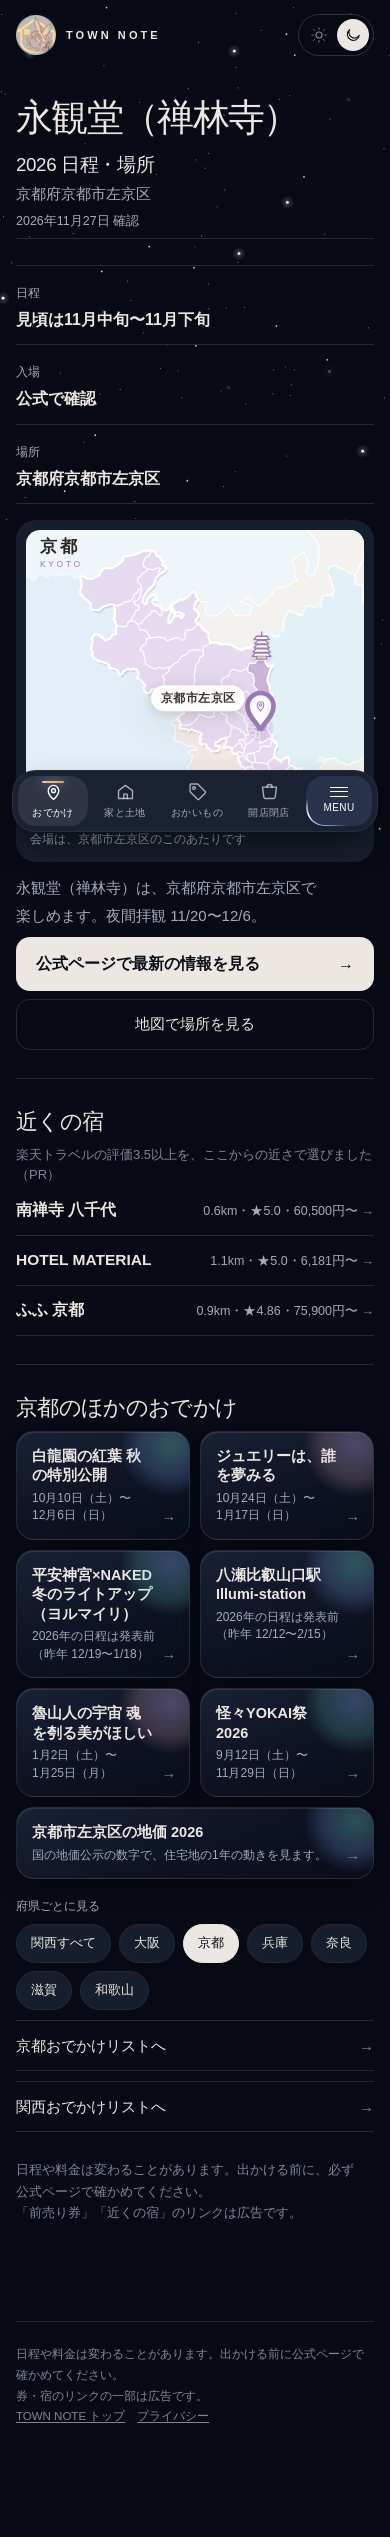 TOWN NOTE
永観堂（禅林寺）
2026 日程・場所
京都府京都市左京区
2026年11月27日 確認
日程
見頃は11月中旬〜11月下旬
入場
公式で確認
場所
京都府京都市左京区
京都
KYOTO
京都市左京区
おでかけ
家と土地
おかいもの
開店閉店
MENU
会場は、京都市左京区のこのあたりです
永観堂（禅林寺）は、京都府京都市左京区で
楽しめます。夜間拝観 11/20〜12/6。
公式ページで最新の情報を見る →
地図で場所を見る
近くの宿
楽天トラベルの評価3.5以上を、ここからの近さで選びました
（PR）
南禅寺 八千代 0.6km・★5.0・60,500円〜 →
HOTEL MATERIAL 1.1km・★5.0・6,181円〜 →
ふふ 京都 0.9km・★4.86・75,900円〜 →
京都のほかのおでかけ
白龍園の紅葉 秋
の特別公開
10月10日（土）〜
12月6日（日） →
ジュエリーは、誰
を夢みる
10月24日（土）〜
1月17日（日） →
平安神宮×NAKED
冬のライトアップ
（ヨルマイリ）
2026年の日程は発表前
（昨年 12/19〜1/18） →
八瀬比叡山口駅
Illumi-station
2026年の日程は発表前
（昨年 12/12〜2/15）
→
魯山人の宇宙 魂
を刳る美がほしい
1月2日（土）〜
1月25日（月） →
怪々YOKAI祭
2026
9月12日（土）〜
11月29日（日） →
京都市左京区の地価 2026
国の地価公示の数字で、住宅地の1年の動きを見ます。 →
府県ごとに見る
関西すべて 大阪 京都 兵庫 奈良
滋賀 和歌山
京都おでかけリストへ →
関西おでかけリストへ →
日程や料金は変わることがあります。出かける前に、必ず
公式ページで確かめてください。
「前売り券」「近くの宿」のリンクは広告です。
日程や料金は変わることがあります。出かける前に公式ページで
確かめてください。
券・宿のリンクの一部は広告です。
TOWN NOTE トップ プライバシー